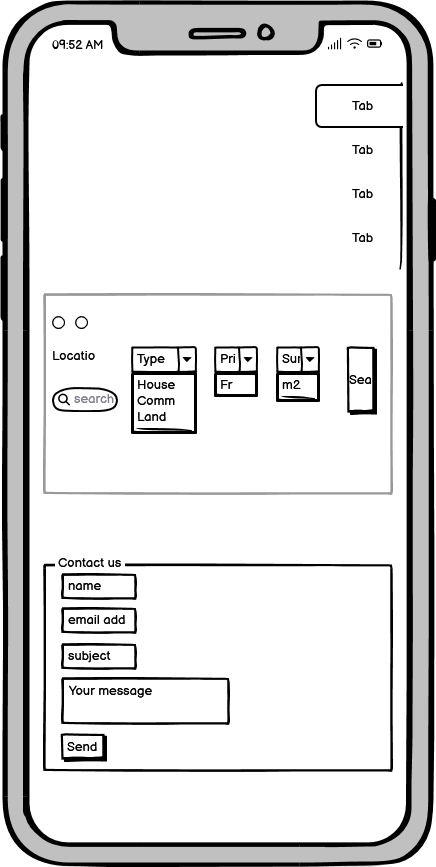 09:52 AM
Tab
Tab
Tab
Tab
Locatio
Type
Pri
Sur
Sea
House
Comm
Land
Fr
m2
search
Contact us
name
email add
subject
Your message
Send